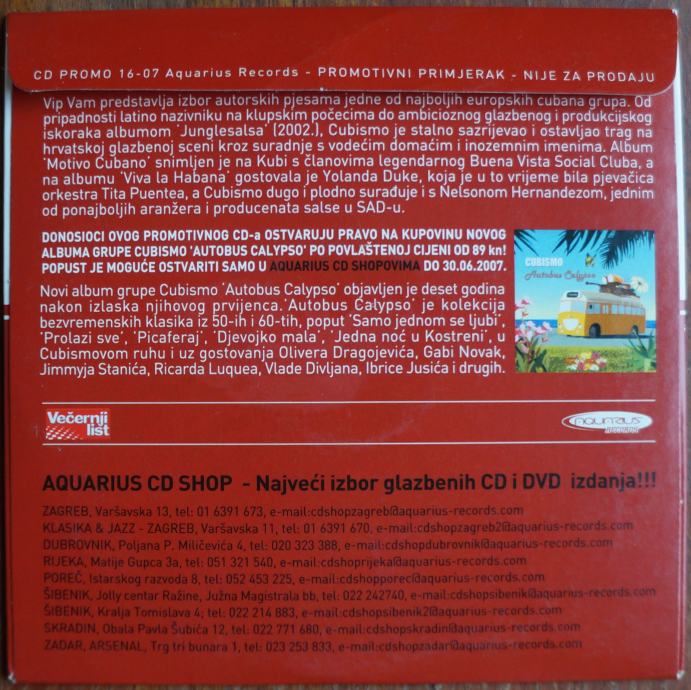 CD PROMO 16-07 Aquarius Records - PROMOTIVNI PRIMJERAK - NIJE ZA PRODAJU
Vip Vam predstavlja izbor autorskih pjesama jedne od najboljih europskih cubana grupa. Od
pripadnosti latino nazivniku na klupskim počecima do ambicioznog glazbenog i produkcijskog
iskoraka albumom 'Junglesalsa' (2002.), Cubismo je stalno sazrijevao i ostavljao trag na
hrvatskoj glazbenoj sceni kroz suradnje s vodećim domaćim i inozemnim imenima. Album
'Motivo Cubano' snimljen je na Kubi s članovima legendarnog Buena Vista Social Cluba, a
na albumu 'Viva la Habana' gostovala je Yolanda Duke, koja je u to vrijeme bila pjevačica
orkestra Tita Puentea, a Cubismo dugo i plodno surađuje i s Nelsonom Hernandezom, jednim
od ponajboljih aranžera i producenata salse u SAD-u.
DONOSIOCI OVOG PROMOTIVNOG CD-a OSTVARUJU PRAVO NA KUPOVINU NOVOG
ALBUMA GRUPE CUBISMO 'AUTOBUS CALYPSO' PO POVLAŠTENOJ CIJENI OD 89 kn!
POPUST JE MOGUĆE OSTVARITI SAMO U AQUARIUS CD SHOPOVIMA DO 30.06.2007.
CUBISMO
Autobus Calypso
Novi album grupe Cubismo 'Autobus Calypso' objavljen je deset godina
nakon izlaska njihovog prvijenca.'Autobus Calypso' je kolekcija
bezvremenskih klasika iz 50-ih i 60-tih, poput 'Samo jednom se ljubi',
'Prolazi sve', 'Picaferaj', 'Djevojko mala', 'Jedna noć u Kostreni', u
Cubismovom ruhu i uz gostovanja Olivera Dragojevića, Gabi Novak,
Jimmyja Stanića, Ricarda Luquea, Vlade Divljana, Ibrice Jusića i drugih.
Večernji
list
AQUARIUS
RECORDS
AQUARIUS CD SHOP - Najveći izbor glazbenih CD i DVD izdanja!!!
ZAGREB, Varšavska 13, tel: 01 6391 673, e-mail:cdshopzagreb@aquarius-records.com
KLASIKA & JAZZ - ZAGREB, Varšavska 11, tel: 01 6391 670, e-mail:cdshopzagreb2@aquarius-records.com
DUBROVNIK, Poljana P. Miličevića 4, tel: 020 323 388, e-mail:cdshopdubrovnik@aquarius-records.com
RIJEKA, Matije Gupca 3a, tel: 051 321 540, e-mail:cdshoprijeka@aquarius-records.com
POREČ, Istarskog razvoda 8, tel: 052 453 225, e-mail:cdshopporec@aquarius-records.com
ŠIBENIK, Jolly centar Ražine, Južna Magistrala bb, tel: 022 242740, e-mail:cdshopsibenik@aquarius-records.com
ŠIBENIK, Kralja Tomislava 4; tel: 022 214 883, e-mail:cdshopsibenik2@aquarius-records.com
SKRADIN, Obala Pavla Šubića 12, tel: 022 771 680, e-mail:cdshopskradin@aquarius-records.com
ZADAR, ARSENAL, Trg tri bunara 1, tel: 023 253 833, e-mail:cdshopzadar@aquarius-records.com